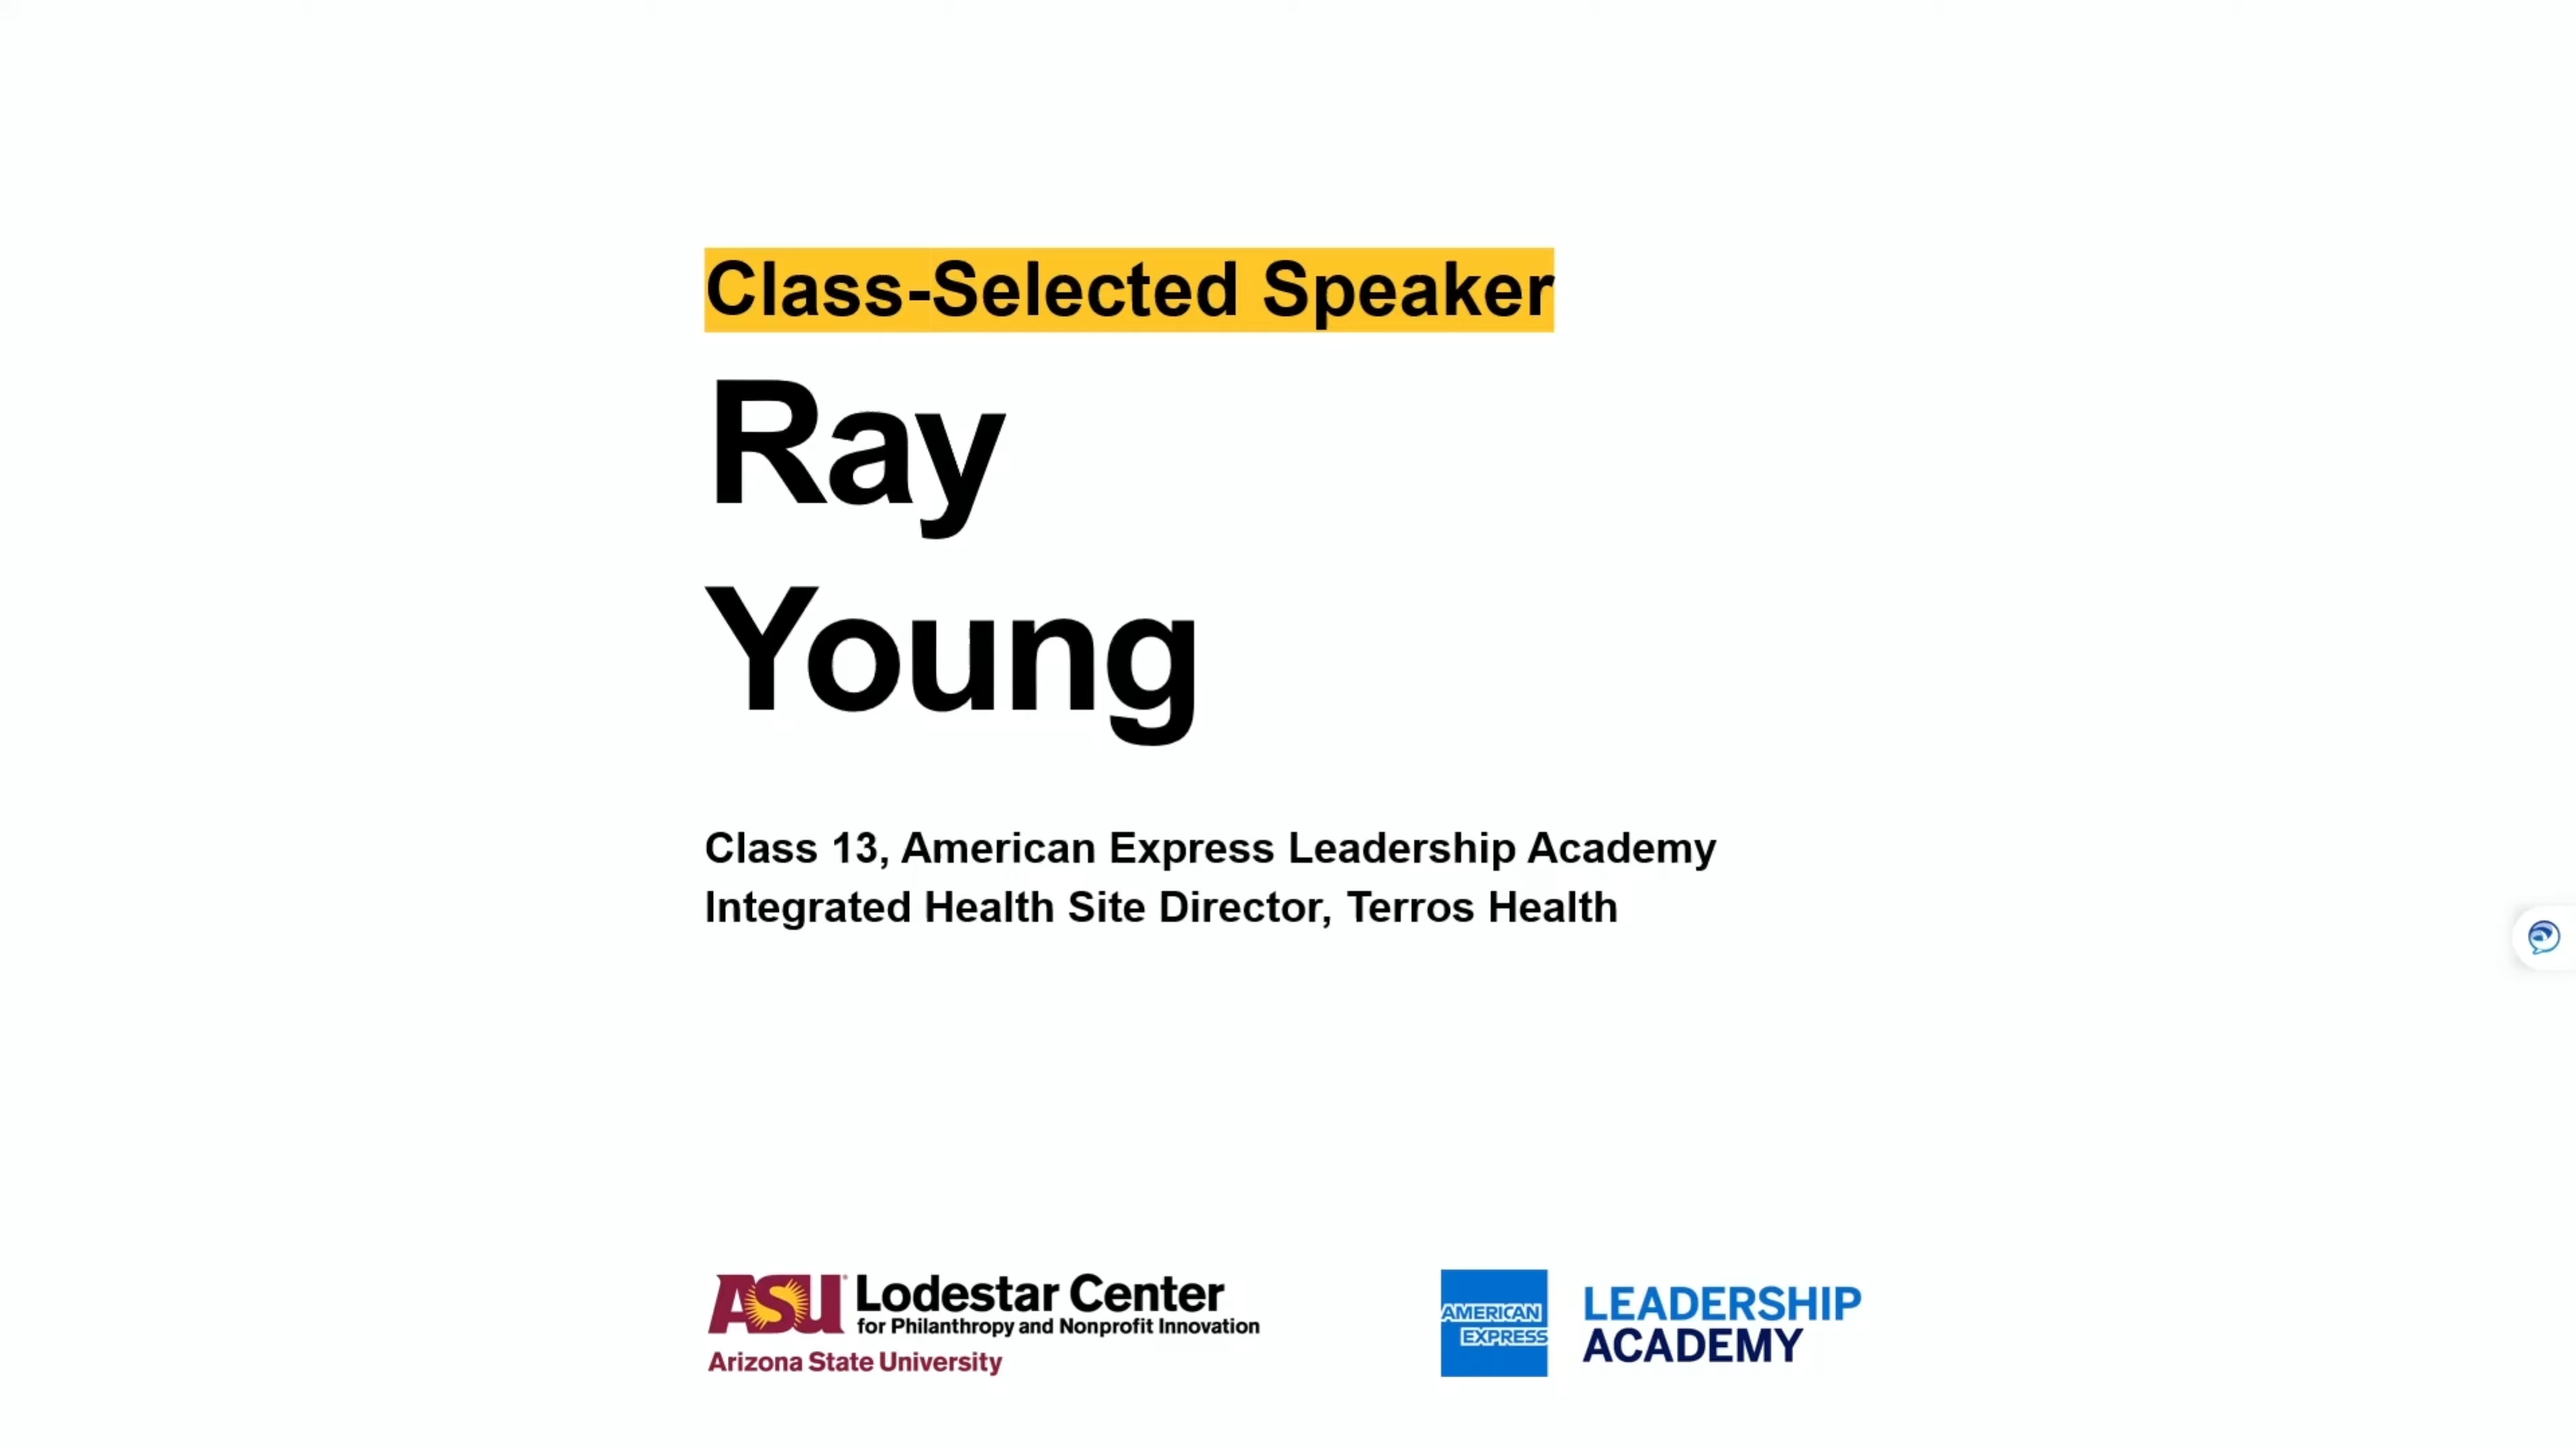 Class-Selected Speaker
Ray
Young
Class 13, American Express Leadership Academy
Integrated Health Site Director, Terros Health
ASU Lodestar Center
for Philanthropy and Nonprofit Innovation
Arizona State University
AMERICAN
EXPRESS
LEADERSHIP
ACADEMY